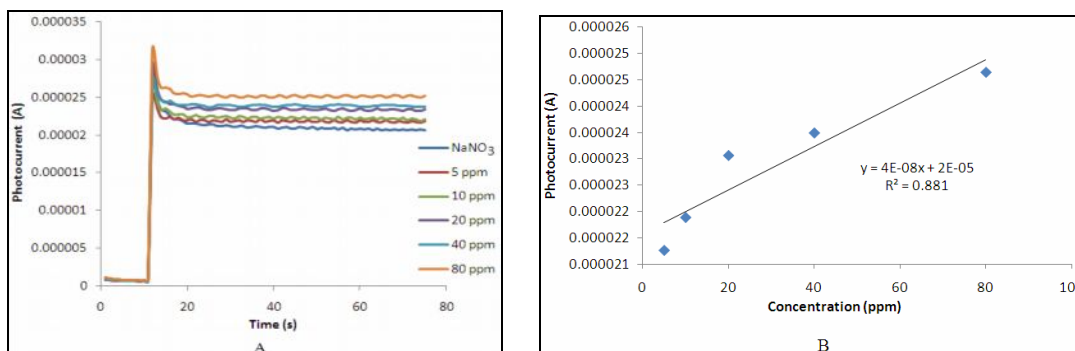 0.000035
0.00003
0.000025
0.00002
0.000015
0.00001
0.000005
0
0 20 40 60 80
Photocurrent (A)
Time (s)
NaNO3
5 ppm
10 ppm
20 ppm
40 ppm
80 ppm
A
0.000026
0.000025
0.000025
0.000024
0.000024
0.000023
0.000023
0.000022
0.000022
0.000021
0 20 40 60 80 10
Photocurrent (A)
Concentration (ppm)
y = 4E-08x + 2E-05
R² = 0.881
B